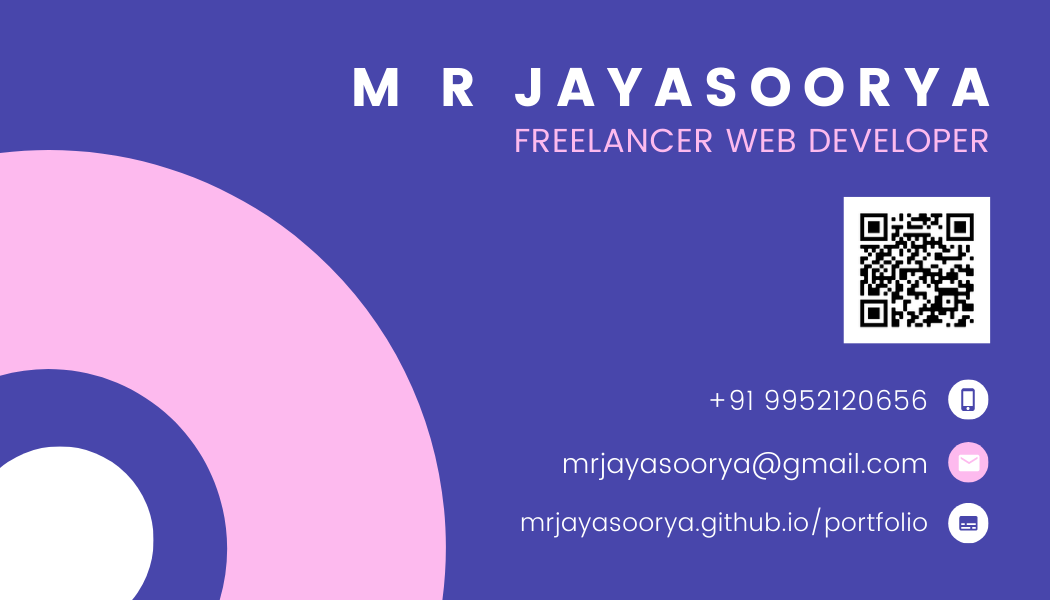 M R JAYASOORYA
FREELANCER WEB DEVELOPER
+91 9952120656
mrjayasoorya@gmail.com
mrjayasoorya.github.io/portfolio